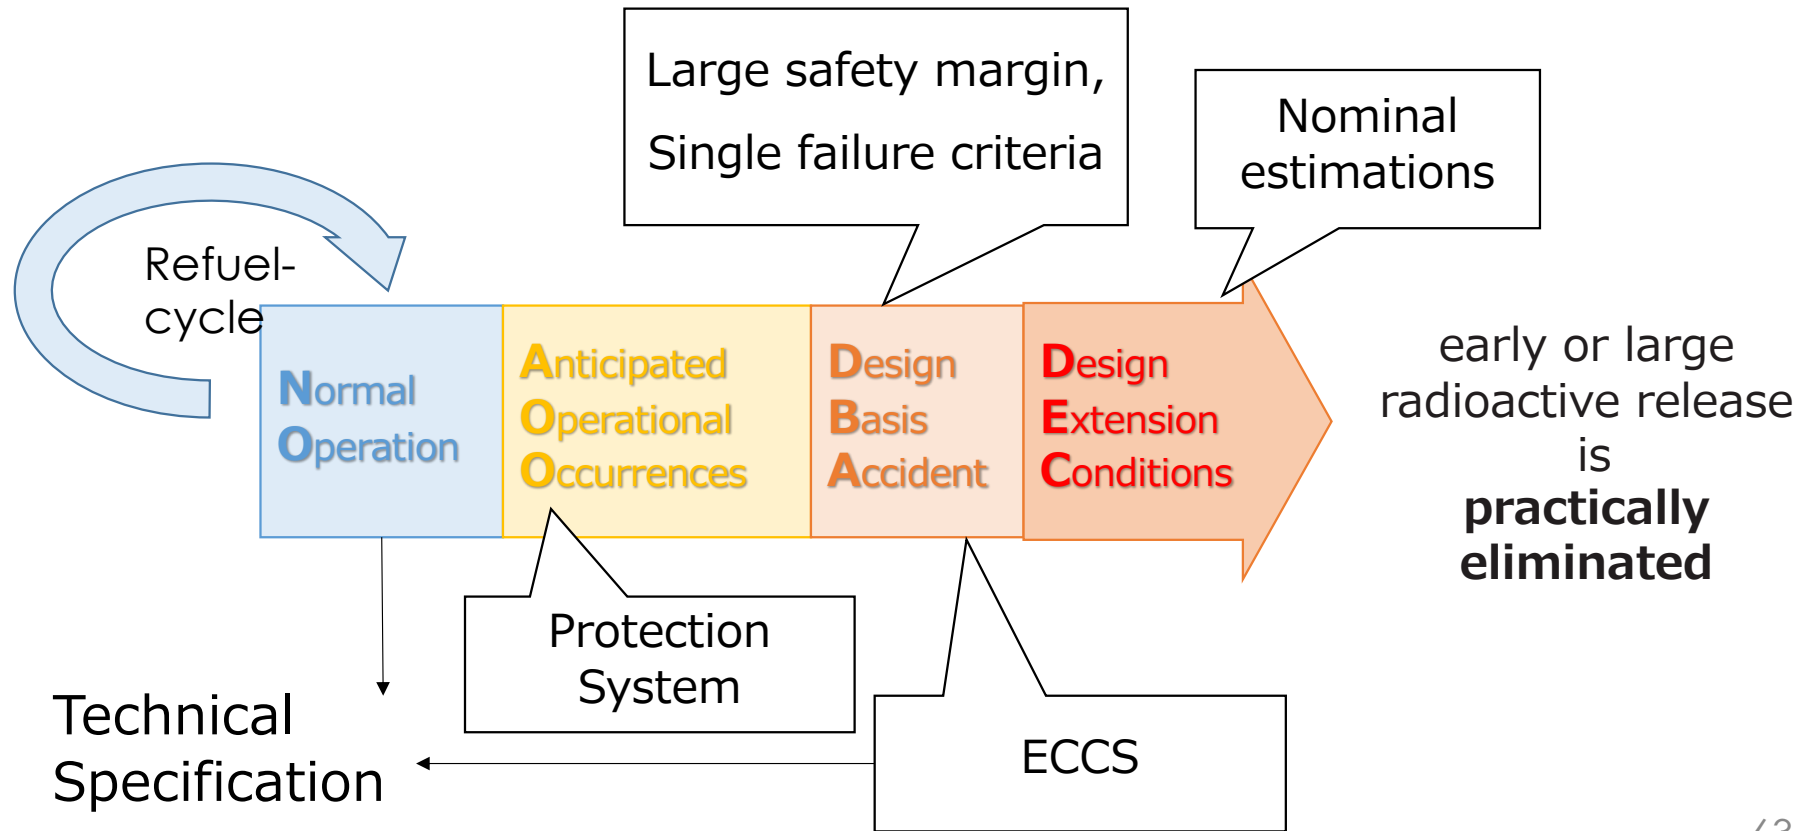 Large safety margin,
Single failure criteria
Nominal
estimations
Refuel-
cycle
Normal
Operation
Anticipated
Operational
Occurrences
Design
Basis
Accident
Design
Extension
Conditions
early or large
radioactive release
is
practically
eliminated
Protection
System
Technical
Specification
ECCS